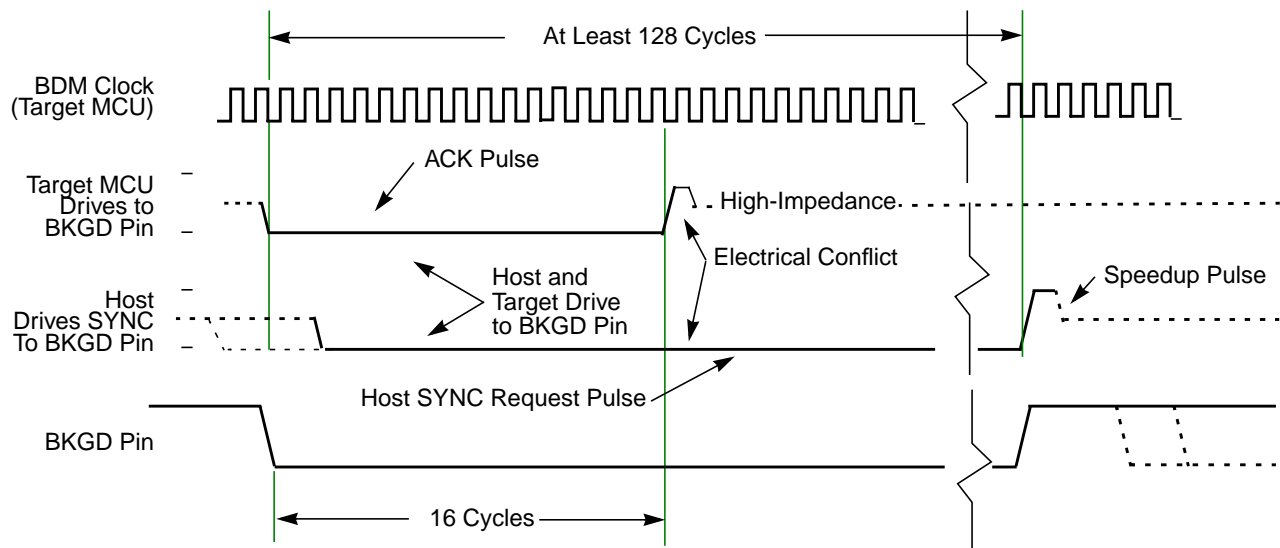 At Least 128 Cycles
BDM Clock
(Target MCU)
ACK Pulse
Target MCU
Drives to
BKGD Pin
High-Impedance
Electrical Conflict
Host and
Target Drive
to BKGD Pin
Speedup Pulse
Host
Drives SYNC
To BKGD Pin
Host SYNC Request Pulse
BKGD Pin
16 Cycles